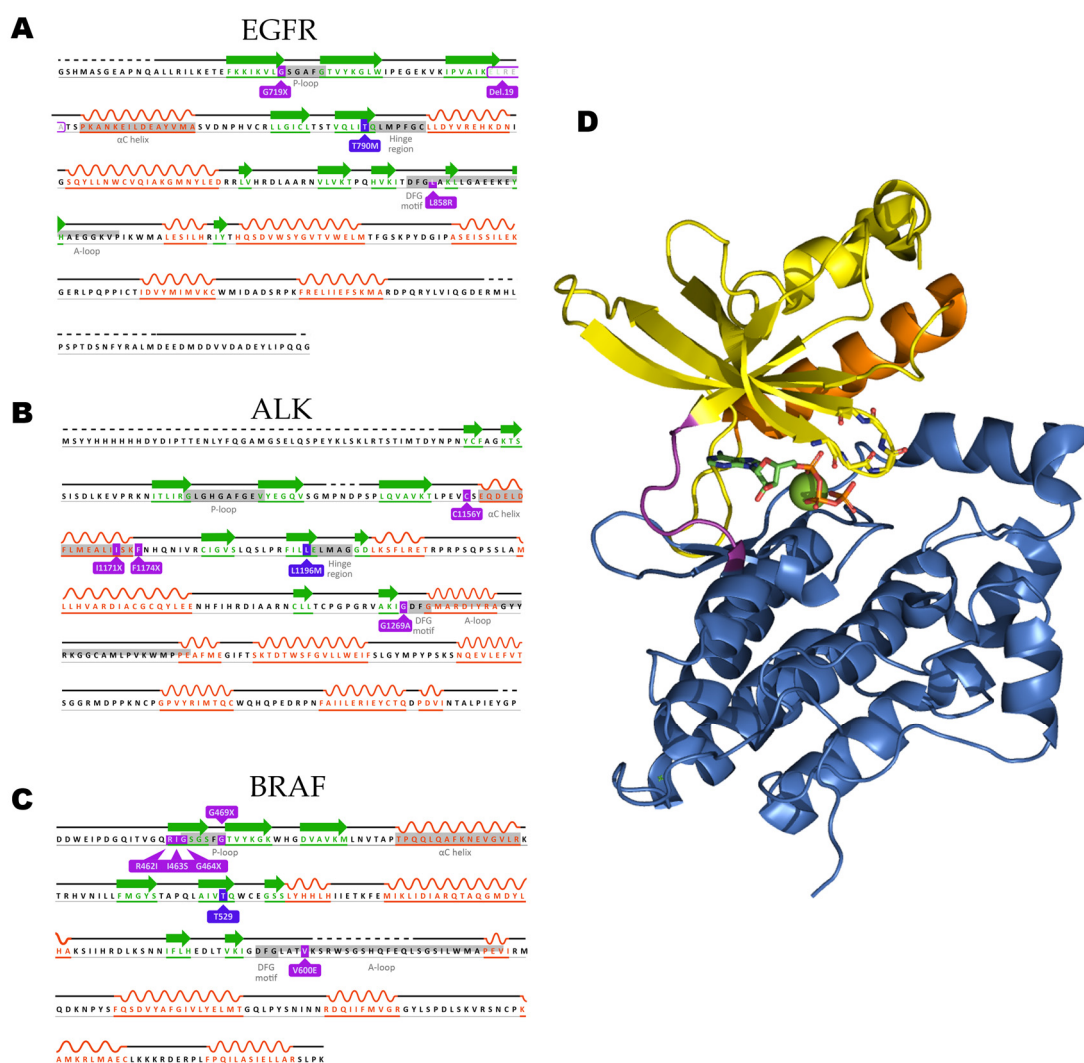 A
EGFR
GSHMASGEAPNQALLRILKETEFKKIKVLGSGAFGTVYKGLWIPEGEKVKIPVAIKELRE
P-loop
G719X
Del.19
ATSPKANKEILDEAYVMASVDNPHVCRLLGICLTSTVQLITQLMPFGCLLDYVREHKDNI
αC helix
Hinge
region
T790M
GSQYLLNWCVQIAKGMNYLEDRRLVHRDLAARNVLVKTPQHVKITDFGLAKLLGAEEKEY
DFG
motif
L858R
HAEGGKVPIKWMALESILHRIYTHQSDVWSYGVTVWELMTFGSKPYDGIPASEISSILEK
A-loop
GERLPQPPICTIDVYMIMVKCWMIDADSRPKFRELIIEFSKMARDPQRYLVIQGDERMHL
PSPTDSNFYRALMDEEDMDDVVDADEYLIPQQG
B
ALK
MSYYHHHHHHDYDIPTTENLYFQGAMGSELQSPEYKLSKLRTSTIMTDYNPNYCFAGKTS
SISDLKEVPRKNITLIRGLGHGAFGEVYEGQVSGMPNDPSPLQVAVKTLPEVCSEQDELD
P-loop
C1156Y
αC helix
FLMEALIISKFNHQNIVRCIGVSLQSLPRFILLELMAGGDLKSFLRETRPRPSQPSSLAM
I1171X
F1174X
L1196M
Hinge
region
LLHVARDIACGCQYLEENHFIHRDIAARNCLLTCPGPGRVAKIGDFGMARDIYRAGYY
G1269A
DFG
motif
A-loop
RKGGCAMLPVKWMPPEAFMEGIFTSKTDTWSFGVLLWEIFSLGYMPYPSKSNQEVLEFVT
SGGRMDPPKNCPGPVYRIMTQCWQHQPEDRPNFAIILERIEYCTQDPDVINTALPIEYGP
C
BRAF
G469X
DDWEIPDGQITVGQRIGSGSFGTVYKGKWHGDVAVKMLNVTAPTPQQLQAFKNEVGVLRK
P-loop
αC helix
R462I I463S G464X
TRHVNILLFMGYSTAPQLAIVTQWCEGSSLYHHLHIIETKFEMIKLIDIARQTAQGMDYL
T529
HAKSIIHRDLKSNNIFLHEDLTVKIGDFGLATVKSRWSGSHQFEQLSGSILWMAPEVIRM
DFG
motif
V600E
A-loop
QDKNPYSFQSDVYAFGIVLYELMTGQLPYSNINNRDQIIFMVGRGYLSPDLSKVRSNCPK
AMKRLMAECLKKKRDERPLFPQILASIELLARSLPK
D